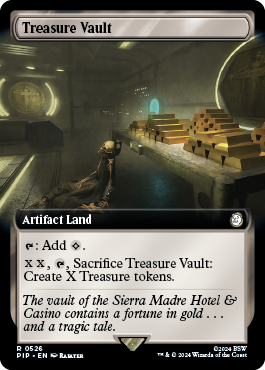 Treasure Vault
Artifact Land
: Add .
X X, , Sacrifice Treasure Vault:
Create X Treasure tokens.
The vault of the Sierra Madre Hotel &
Casino contains a fortune in gold . . .
and a tragic tale.
R 0526
PIP • EN RABATER
©2024 BSW
™ & © 2024 Wizards of the Coast